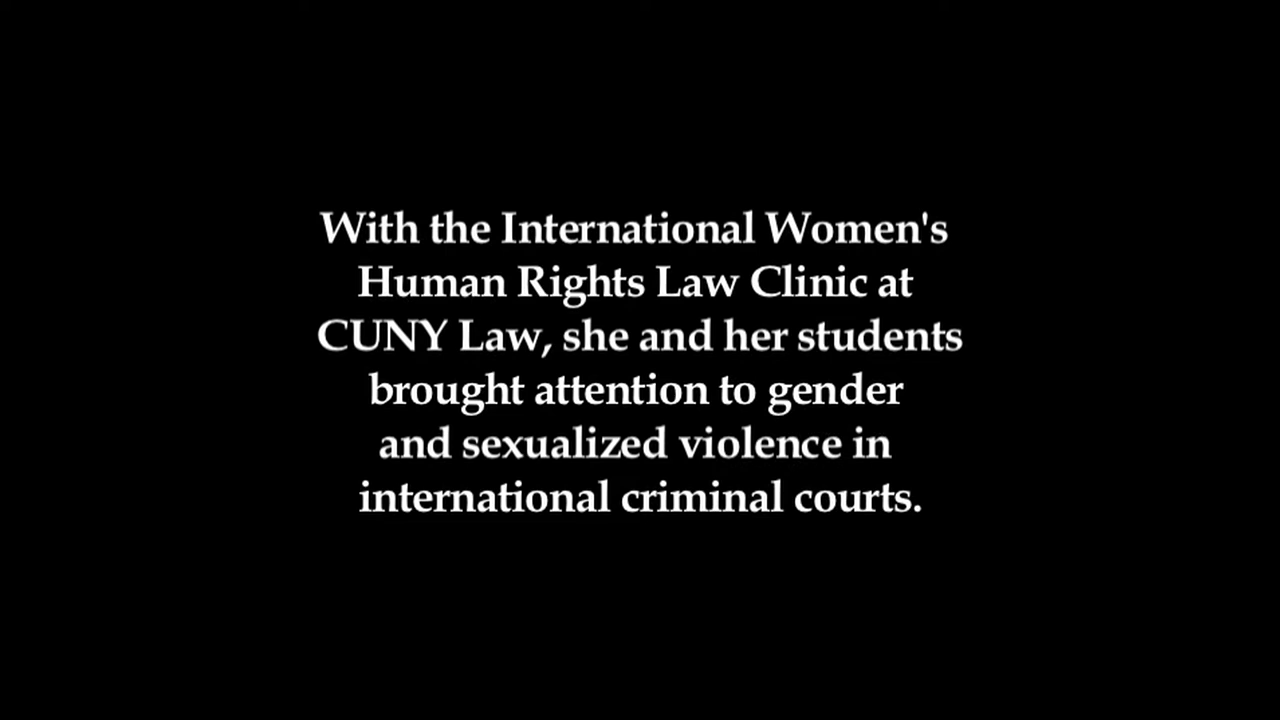 With the International Women's
Human Rights Law Clinic at
CUNY Law, she and her students
brought attention to gender
and sexualized violence in
international criminal courts.